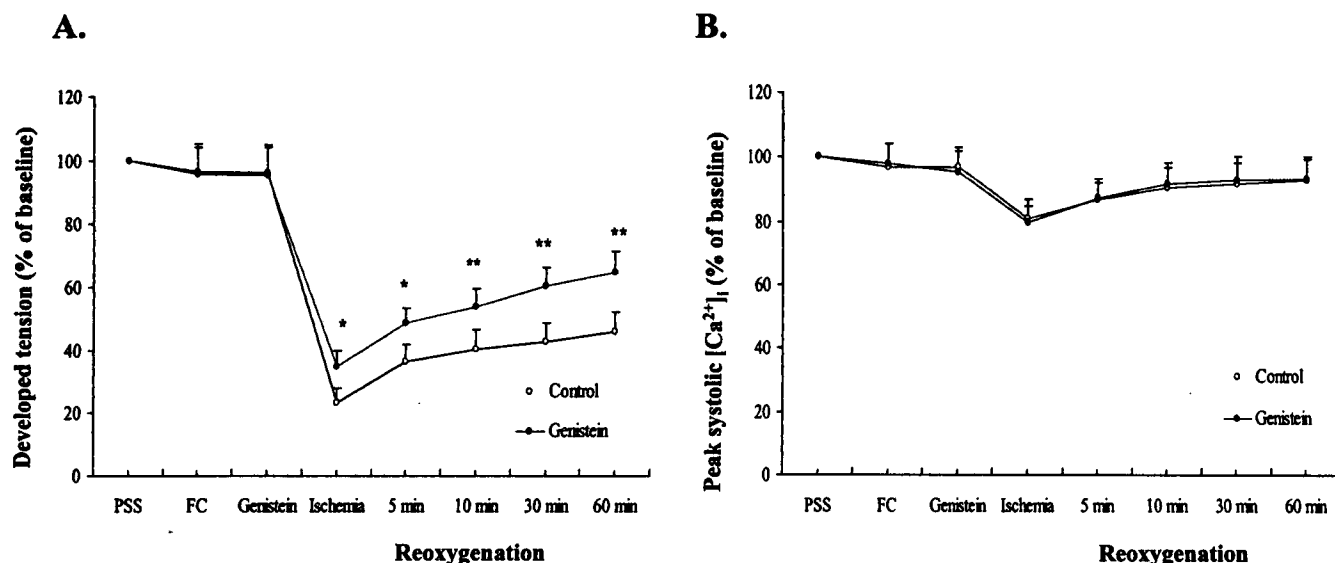 A.
Developed tension (% of baseline)
120
100
80
60
40
20
0
*
*
**
**
**
Control
Genistein
PSS
FC
Genistein
Ischemia
5 min
10 min
30 min
60 min
Reoxygenation
B.
Peak systolic [Ca²⁺]i (% of baseline)
120
100
80
60
40
20
0
Control
Genistein
PSS
FC
Genistein
Ischemia
5 min
10 min
30 min
60 min
Reoxygenation